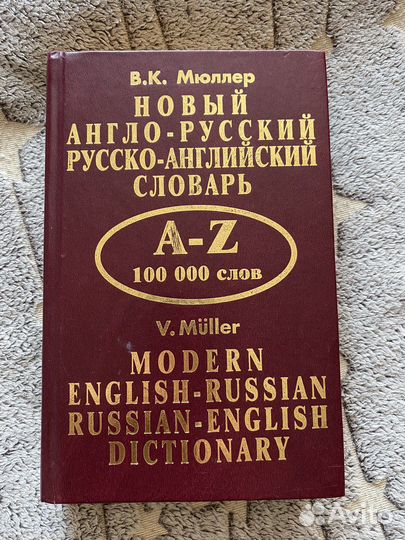 В.К. Мюллер
НОВЫЙ
АНГЛО-РУССКИЙ
РУССКО-АНГЛИЙСКИЙ
СЛОВАРЬ
A-Z
100 000 слов
V. Müller
MODERN
ENGLISH-RUSSIAN
RUSSIAN-ENGLISH
DICTIONARY
Avito